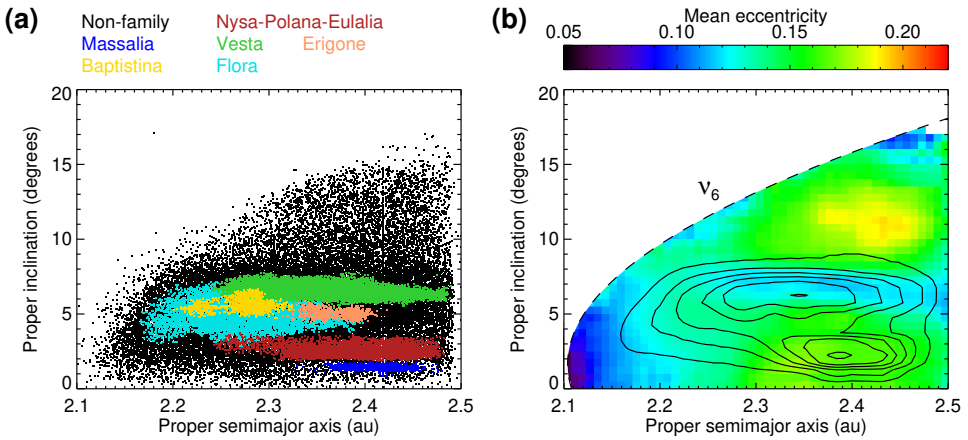 (a)
Non-family Nysa-Polana-Eulalia
Massalia Vesta Erigone
Baptistina Flora
20
15
10
5
0
Proper inclination (degrees)
2.1 2.2 2.3 2.4 2.5
Proper semimajor axis (au)
(b)
Mean eccentricity
0.05 0.10 0.15 0.20
20
15
10
5
0
Proper inclination (degrees)
ν6
2.1 2.2 2.3 2.4 2.5
Proper semimajor axis (au)